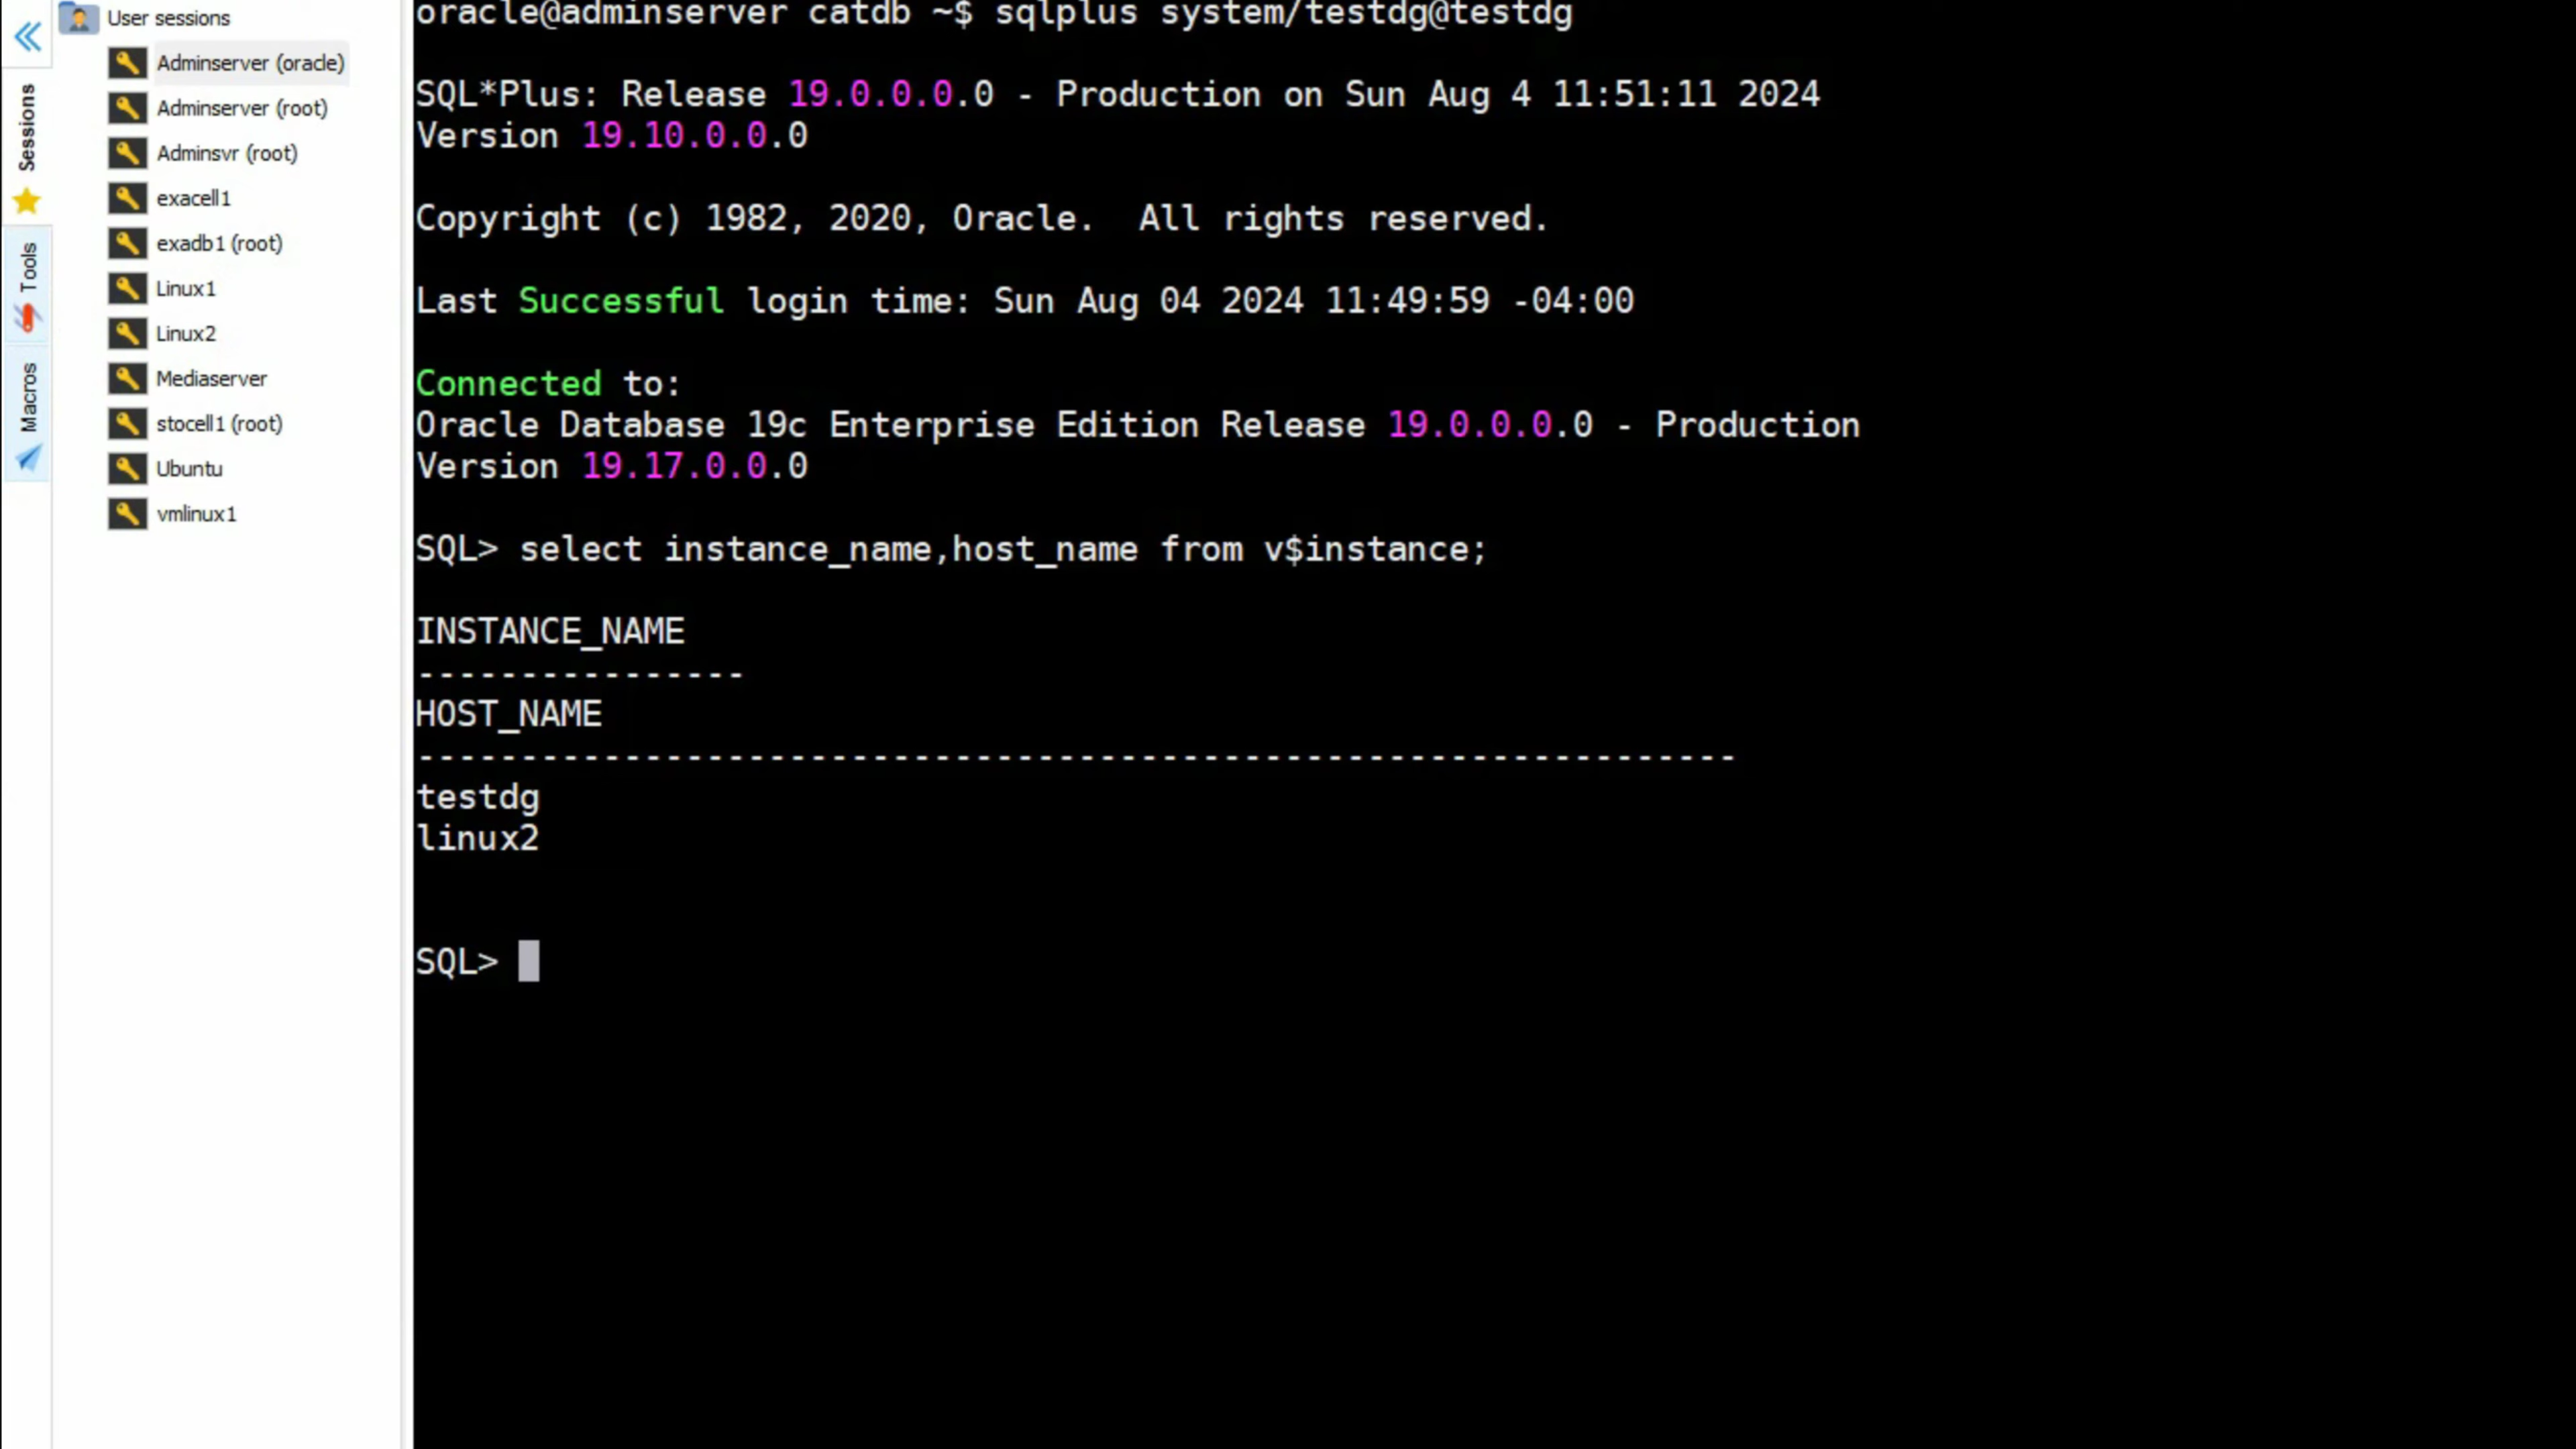 User sessions
Adminserver (oracle)
Adminserver (root)
Adminsvr (root)
exacell1
exadb1 (root)
Linux1
Linux2
Mediaserver
stocell1 (root)
Ubuntu
vmlinux1
Sessions
Tools
Macros
oracle@adminserver catdb ~$ sqlplus system/testdg@testdg
SQL*Plus: Release 19.0.0.0.0 - Production on Sun Aug 4 11:51:11 2024
Version 19.10.0.0.0
Copyright (c) 1982, 2020, Oracle.  All rights reserved.
Last Successful login time: Sun Aug 04 2024 11:49:59 -04:00
Connected to:
Oracle Database 19c Enterprise Edition Release 19.0.0.0.0 - Production
Version 19.17.0.0.0
SQL> select instance_name,host_name from v$instance;
INSTANCE_NAME
----------------
HOST_NAME
----------------------------------------------------------------
testdg
linux2
SQL>